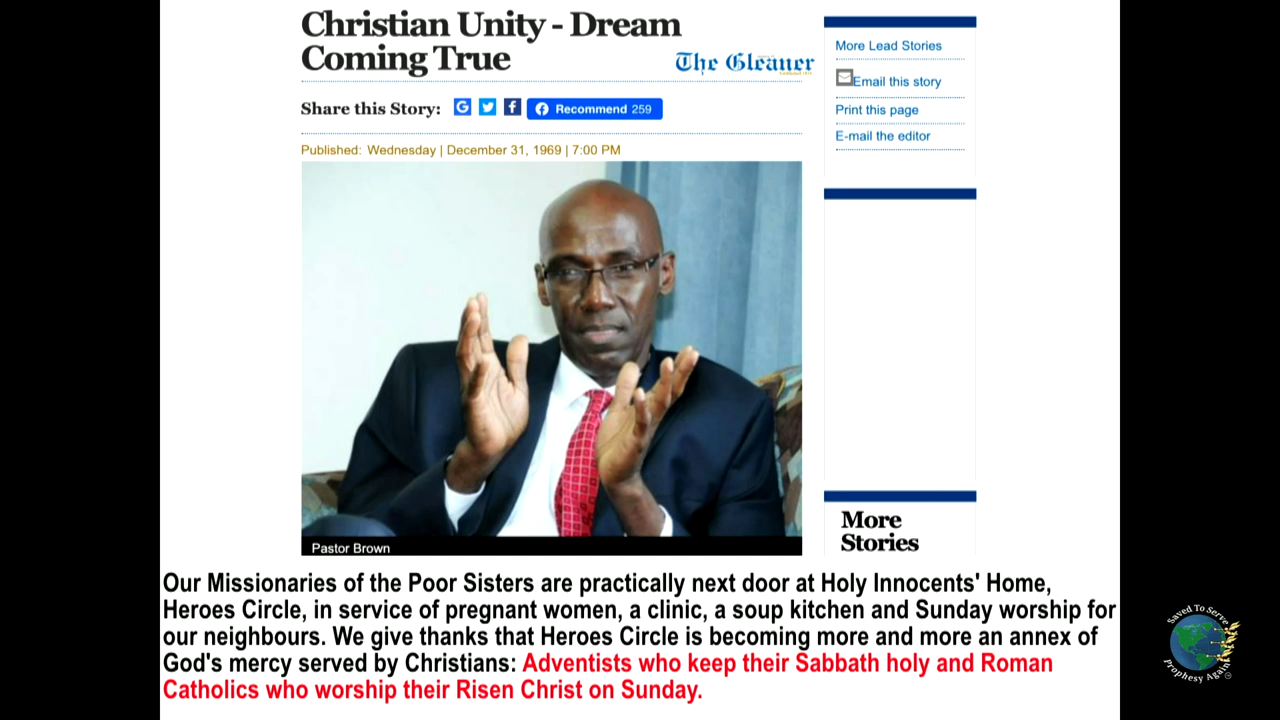 Christian Unity - Dream
Coming True
The Gleaner
Share this Story:
Recommend 259
Published: Wednesday | December 31, 1969 | 7:00 PM
Pastor Brown
More Lead Stories
Email this story
Print this page
E-mail the editor
More
Stories
Our Missionaries of the Poor Sisters are practically next door at Holy Innocents' Home,
Heroes Circle, in service of pregnant women, a clinic, a soup kitchen and Sunday worship for
our neighbours. We give thanks that Heroes Circle is becoming more and more an annex of
God's mercy served by Christians: Adventists who keep their Sabbath holy and Roman
Catholics who worship their Risen Christ on Sunday.
Saved To Serve
Prophesy Again